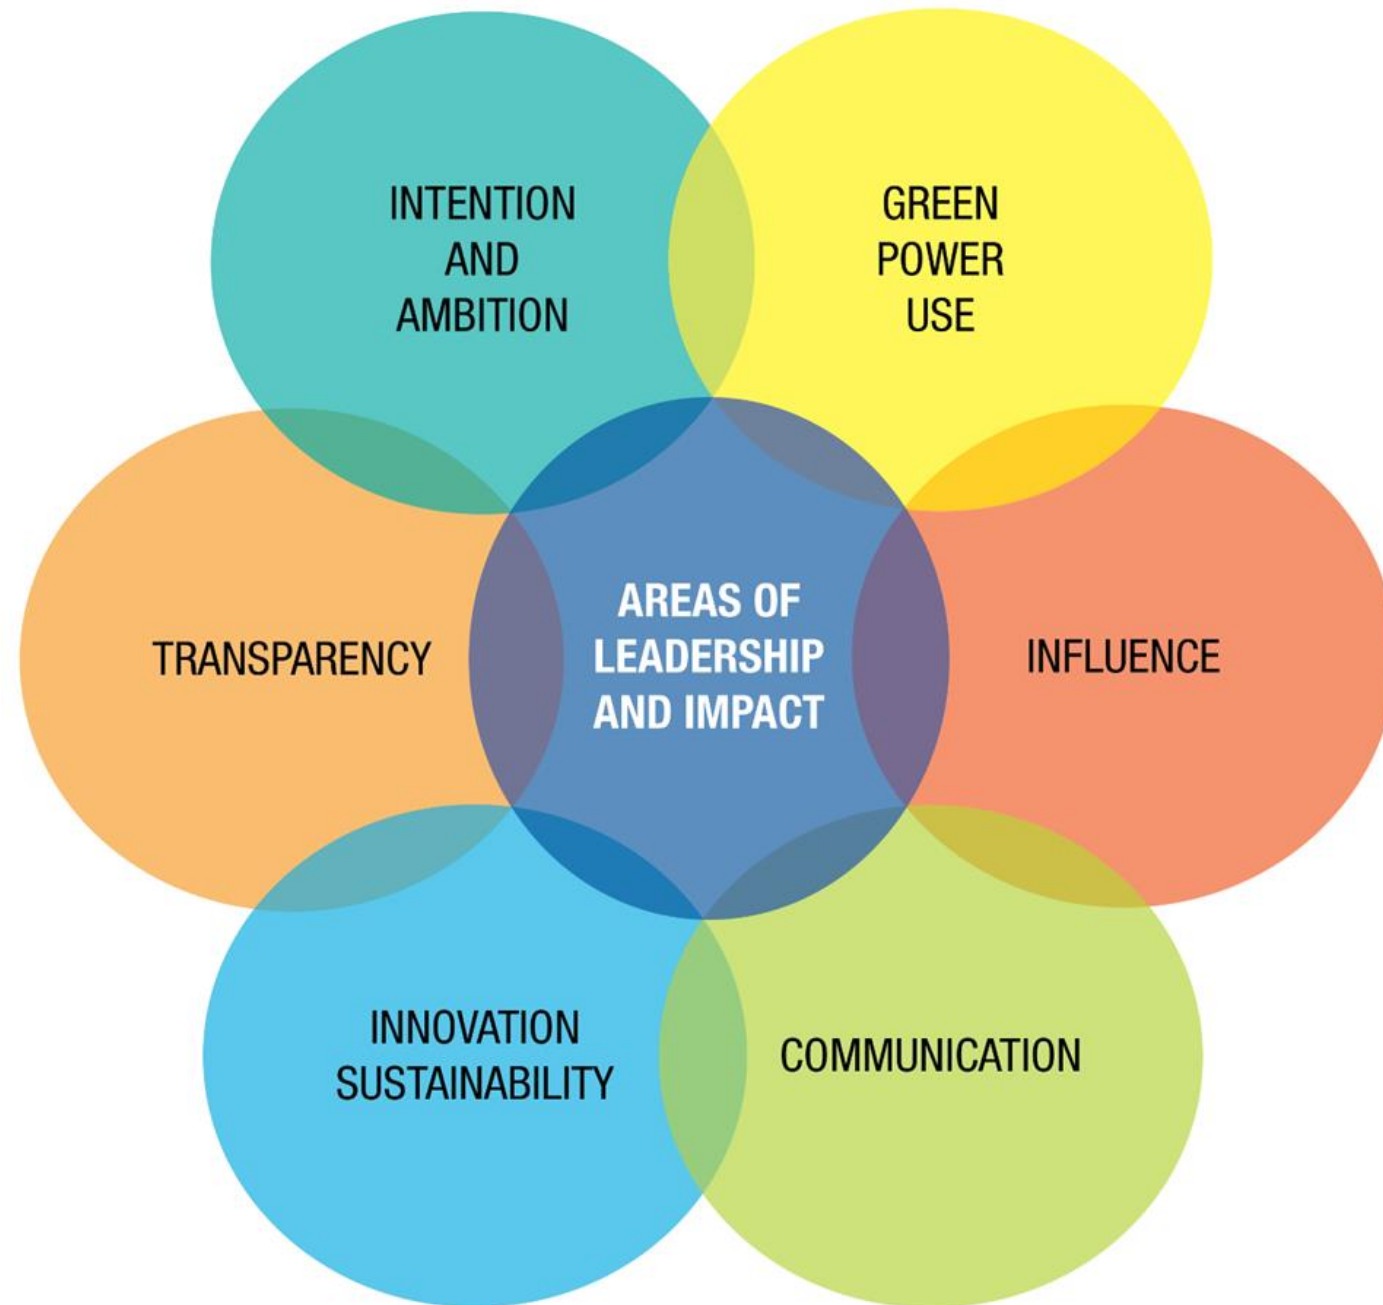 INTENTION
AND
AMBITION
GREEN
POWER
USE
TRANSPARENCY
AREAS OF
LEADERSHIP
AND IMPACT
INFLUENCE
INNOVATION
SUSTAINABILITY
COMMUNICATION